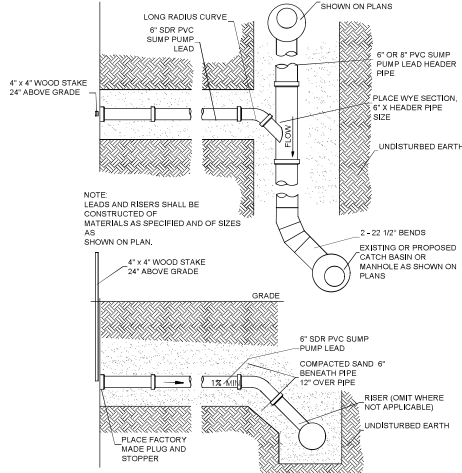 SHOWN ON PLANS
LONG RADIUS CURVE
6" SDR PVC
SUMP PUMP
LEAD
6" OR 8" PVC SUMP
PUMP LEAD HEADER
PIPE
4" x 4" WOOD STAKE
24" ABOVE GRADE
PLACE WYE SECTION,
6" X HEADER PIPE
SIZE
FLOW
UNDISTURBED EARTH
NOTE:
LEADS AND RISERS SHALL BE
CONSTRUCTED OF
MATERIALS AS SPECIFIED AND OF SIZES
AS
SHOWN ON PLAN.
2 - 22 1/2" BENDS
EXISTING OR PROPOSED
CATCH BASIN OR
MANHOLE AS SHOWN ON
PLANS
4" x 4" WOOD STAKE
24" ABOVE GRADE
GRADE
6" SDR PVC SUMP
PUMP LEAD
COMPACTED SAND 6"
BENEATH PIPE
12" OVER PIPE
1% MIN.
RISER (OMIT WHERE
NOT APPLICABLE)
UNDISTURBED EARTH
PLACE FACTORY
MADE PLUG AND
STOPPER